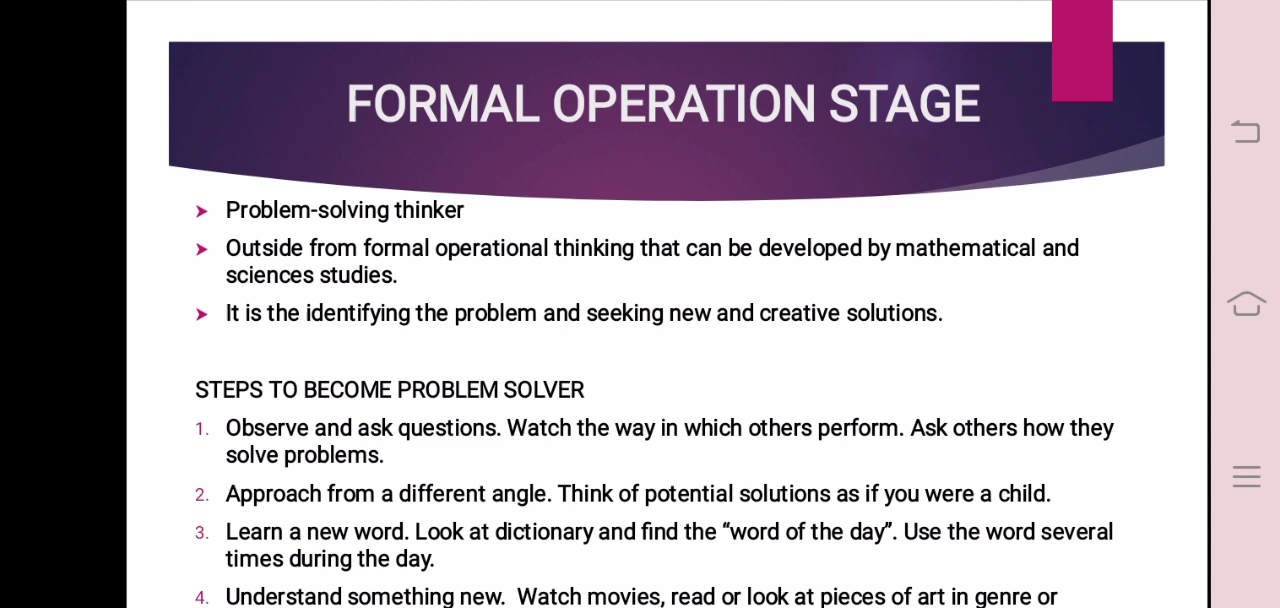 FORMAL OPERATION STAGE
Problem-solving thinker
Outside from formal operational thinking that can be developed by mathematical and
sciences studies.
It is the identifying the problem and seeking new and creative solutions.
STEPS TO BECOME PROBLEM SOLVER
1. Observe and ask questions. Watch the way in which others perform. Ask others how they
solve problems.
2. Approach from a different angle. Think of potential solutions as if you were a child.
3. Learn a new word. Look at dictionary and find the “word of the day”. Use the word several
times during the day.
4. Understand something new.  Watch movies, read or look at pieces of art in genre or